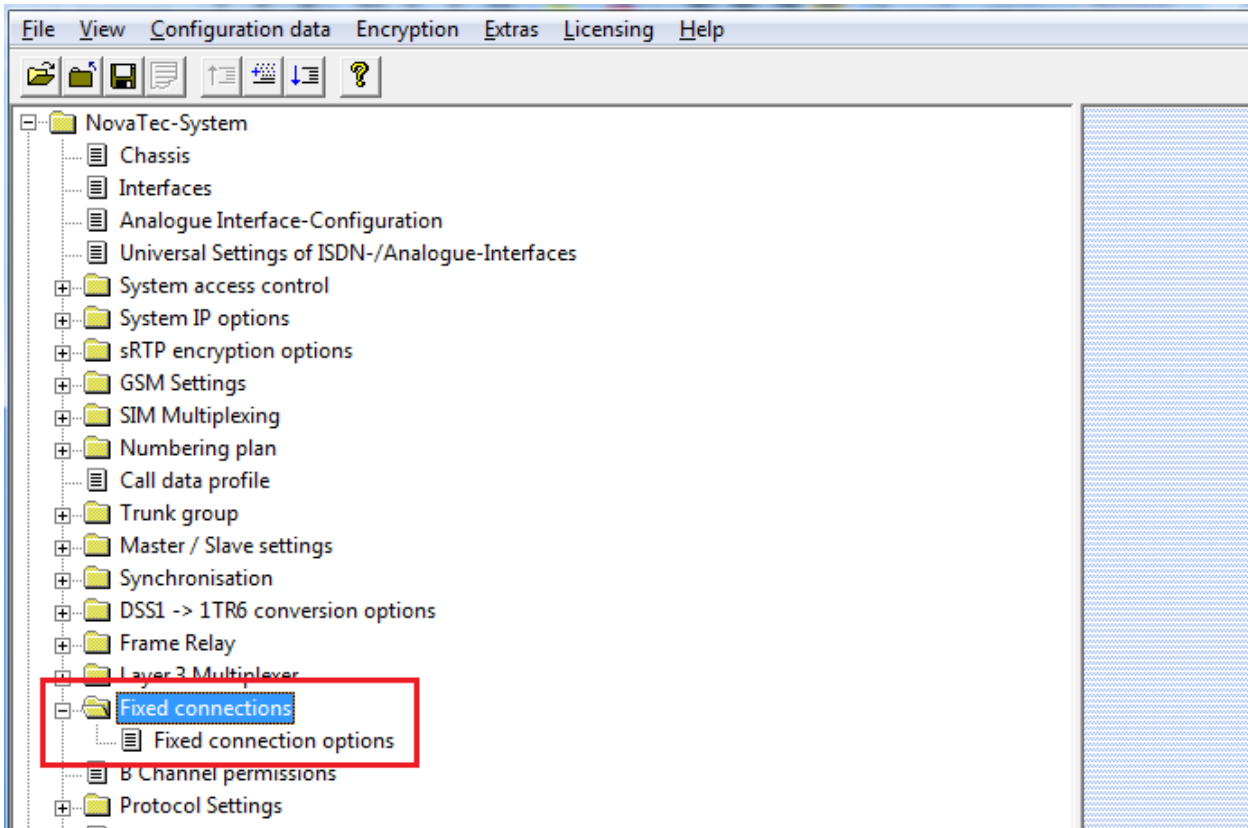 File View Configuration data Encryption Extras Licensing Help
NovaTec-System
Chassis
Interfaces
Analogue Interface-Configuration
Universal Settings of ISDN-/Analogue-Interfaces
System access control
System IP options
sRTP encryption options
GSM Settings
SIM Multiplexing
Numbering plan
Call data profile
Trunk group
Master / Slave settings
Synchronisation
DSS1 -> 1TR6 conversion options
Frame Relay
Layer 3 Multiplexer
Fixed connections
Fixed connection options
B Channel permissions
Protocol Settings